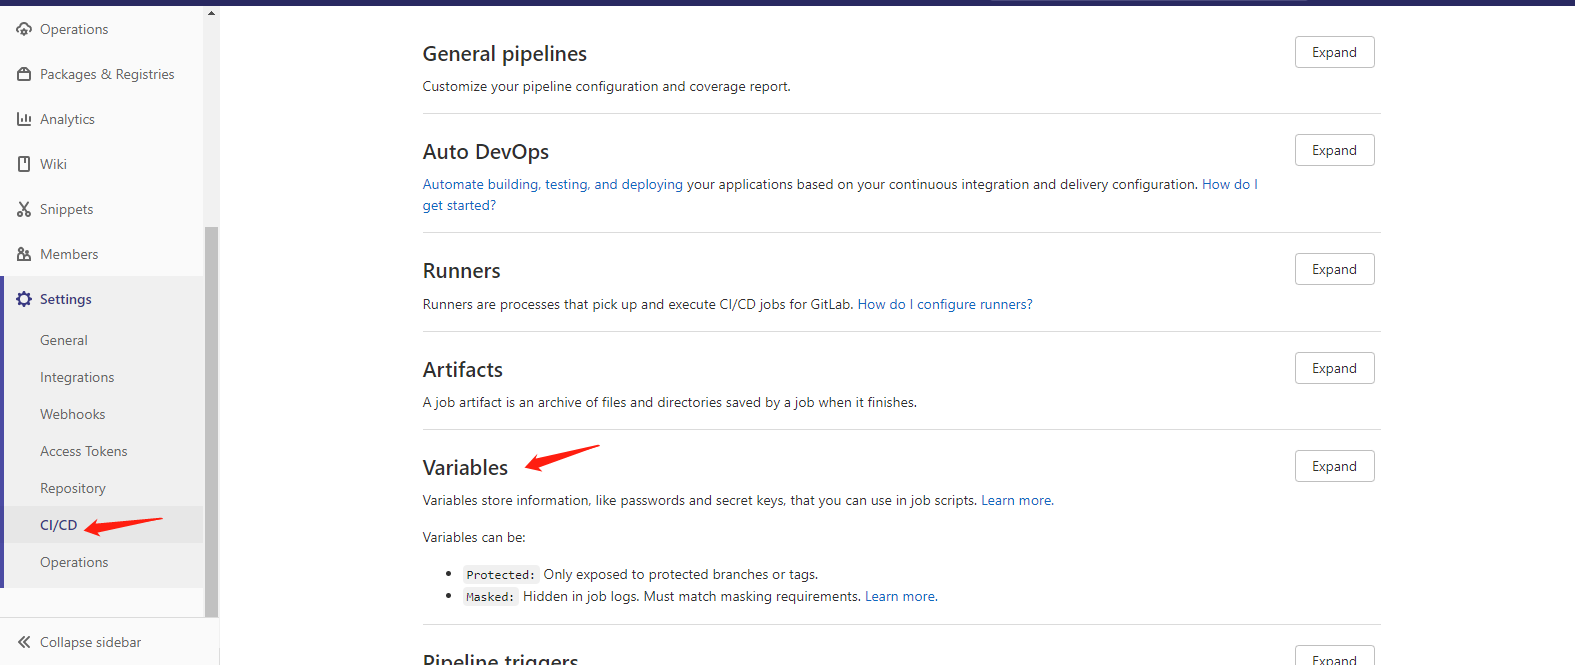 Operations
Packages & Registries
Analytics
Wiki
Snippets
Members
Settings
General
Integrations
Webhooks
Access Tokens
Repository
CI/CD
Operations
Collapse sidebar
General pipelines
Expand
Customize your pipeline configuration and coverage report.
Auto DevOps
Expand
Automate building, testing, and deploying your applications based on your continuous integration and delivery configuration. How do I
get started?
Runners
Expand
Runners are processes that pick up and execute CI/CD jobs for GitLab. How do I configure runners?
Artifacts
Expand
A job artifact is an archive of files and directories saved by a job when it finishes.
Variables
Expand
Variables store information, like passwords and secret keys, that you can use in job scripts. Learn more.
Variables can be:
Protected: Only exposed to protected branches or tags.
Masked: Hidden in job logs. Must match masking requirements. Learn more.
Pipeline triggers
Expand